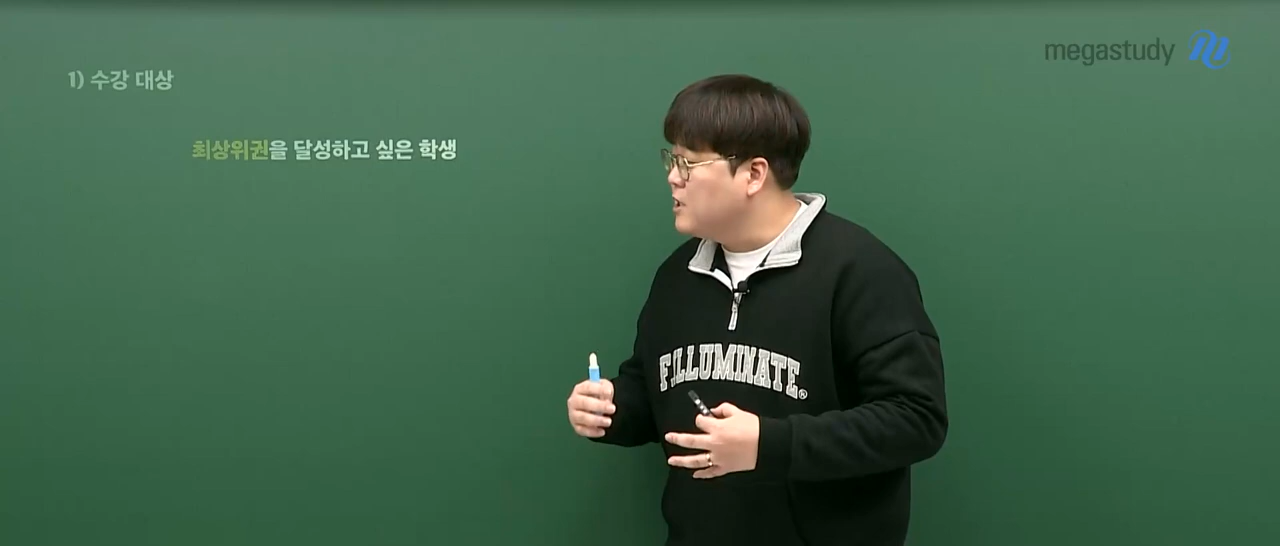 megastudy
1) 수강 대상
최상위권을 달성하고 싶은 학생
F.ILLUMINATE.®